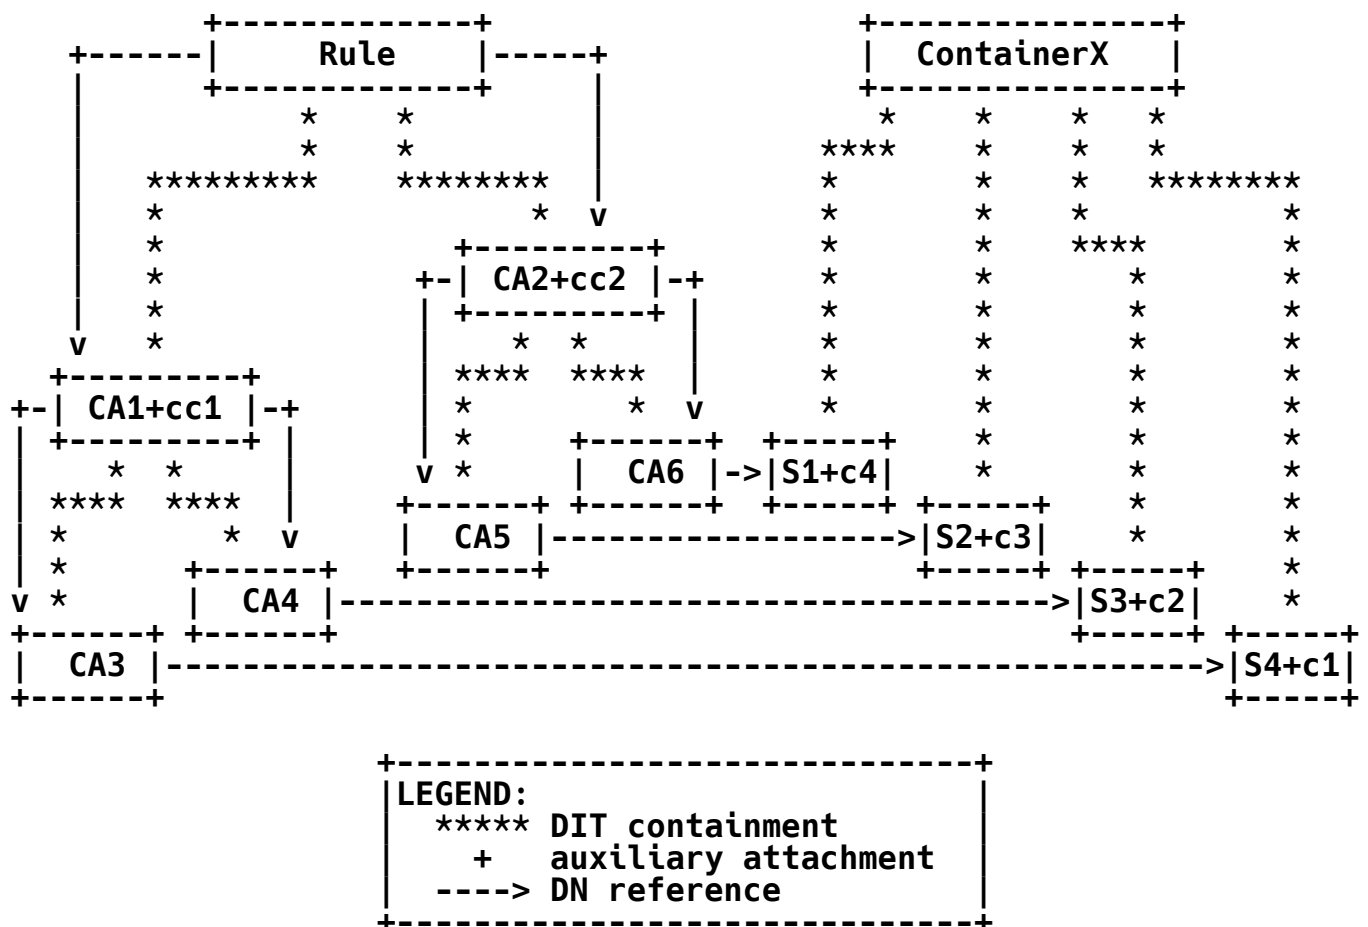 Rule ContainerX
CA2+cc2
CA1+cc1
CA6 S1+c4
CA5 S2+c3
CA4 S3+c2
CA3 S4+c1
LEGEND:
***** DIT containment
+ auxiliary attachment
----> DN reference